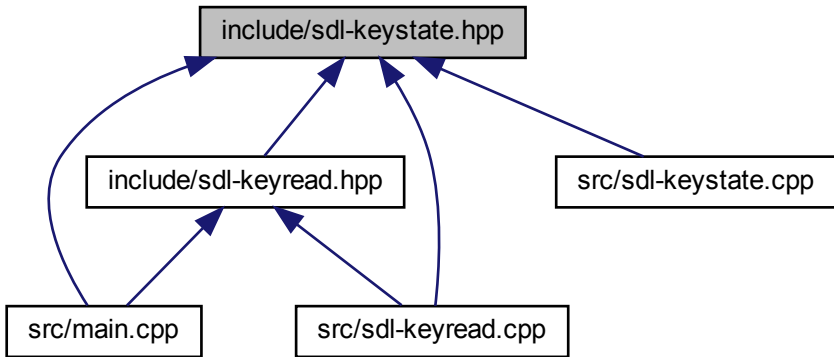 include/sdl-keystate.hpp
include/sdl-keyread.hpp
src/sdl-keystate.cpp
src/main.cpp
src/sdl-keyread.cpp